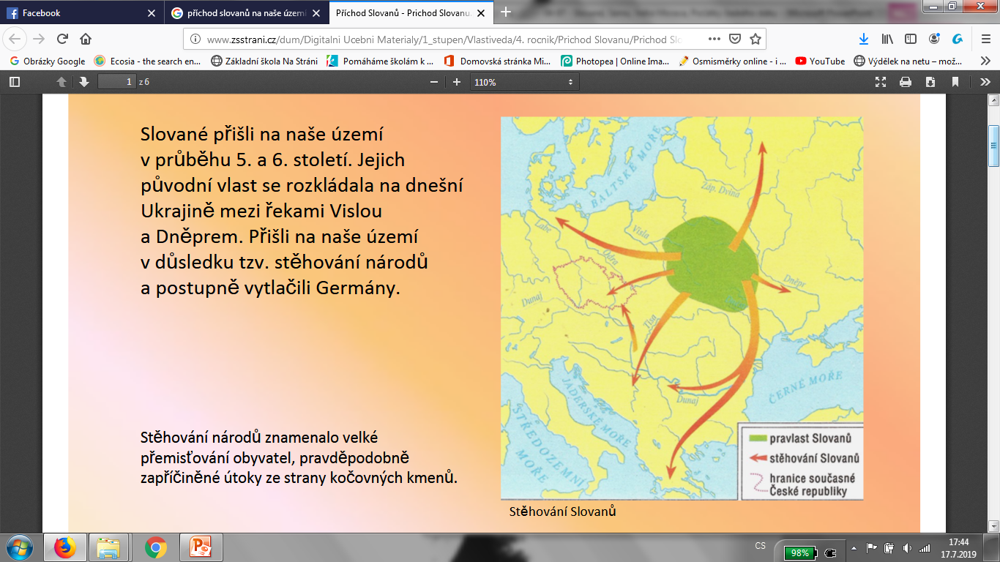 Facebook
příchod slovanů na naše území
Příchod Slovanů - Prichod Slovanu.
www.zsstrani.cz/dum/Digitalni Ucebni Materialy/1_stupen/Vlastiveda/4. rocnik/Prichod Slovanu/Prichod Slo
Obrázky Google
Ecosia - the search en...
Základní škola Na Stráni
Pomáháme školám k ...
Domovská stránka Mi...
Photopea | Online Ima...
Osmisměrky online - i ...
YouTube
Výdělek na netu – mož...
1 z 6
110%
Slované přišli na naše území
v průběhu 5. a 6. století. Jejich
původní vlast se rozkládala na dnešní
Ukrajině mezi řekami Vislou
a Dněprem. Přišli na naše území
v důsledku tzv. stěhování národů
a postupně vytlačili Germány.
Stěhování národů znamenalo velké
přemisťování obyvatel, pravděpodobně
zapříčiněné útoky ze strany kočovných kmenů.
BALTSKÉ MOŘE
Záp. Dvina
Labe
Visla
Odra
Dněpr
Dunaj
Tisa
Dunaj
ČERNÉ MOŘE
JADERSKÉ MOŘE
STŘEDOZEMNÍ
MOŘE
pravlast Slovanů
stěhování Slovanů
hranice současné
České republiky
Stěhování Slovanů
CS
98%
17:44
17.7.2019